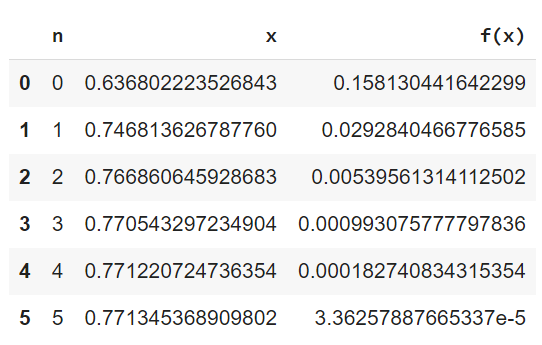 n x f(x)
0 0 0.636802223526843 0.158130441642299
1 1 0.746813626787760 0.0292840466776585
2 2 0.766860645928683 0.00539561314112502
3 3 0.770543297234904 0.000993075777797836
4 4 0.771220724736354 0.000182740834315354
5 5 0.771345368909802 3.36257887665337e-5